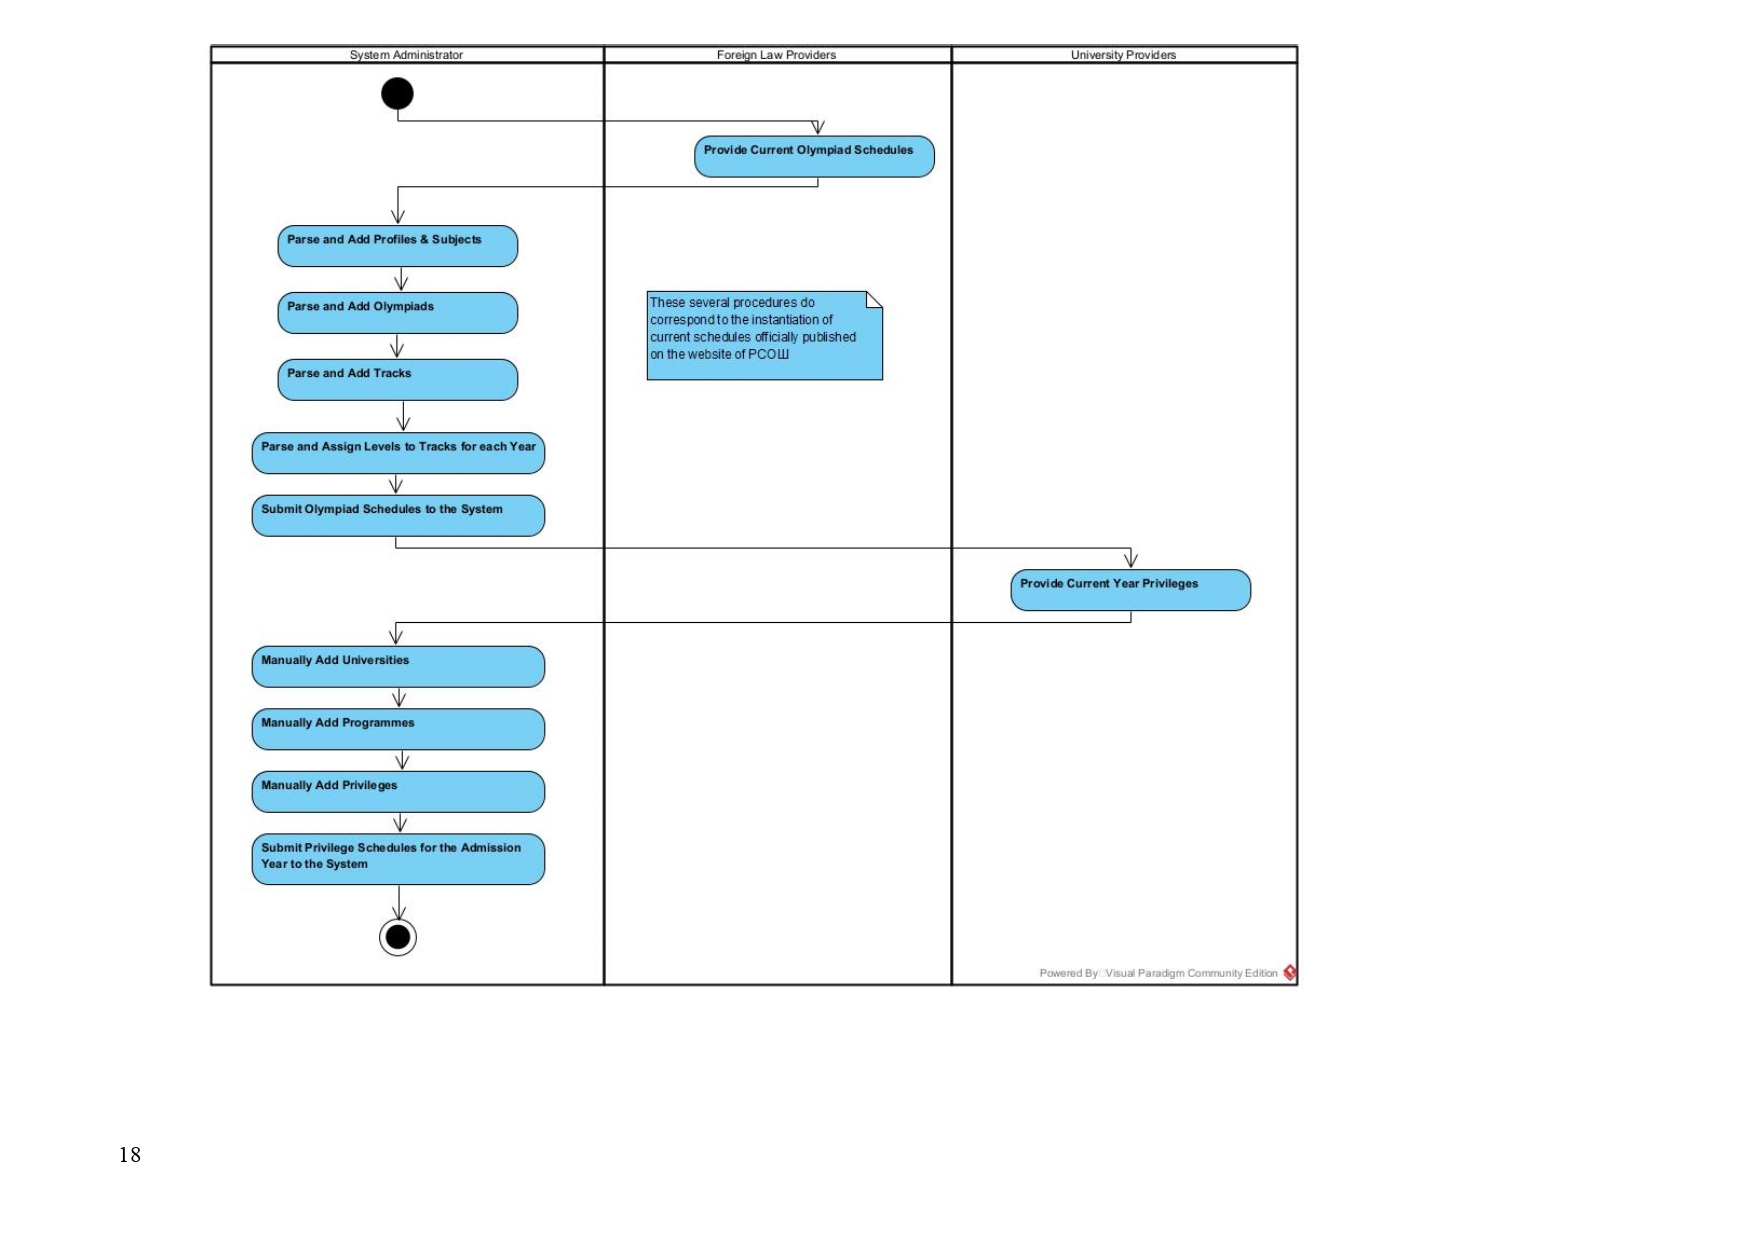 System Administrator
Foreign Law Providers
University Providers
Provide Current Olympiad Schedules
Parse and Add Profiles & Subjects
Parse and Add Olympiads
These several procedures do
correspond to the instantiation of
current schedules officially published
on the website of РСОШ
Parse and Add Tracks
Parse and Assign Levels to Tracks for each Year
Submit Olympiad Schedules to the System
Provide Current Year Privileges
Manually Add Universities
Manually Add Programmes
Manually Add Privileges
Submit Privilege Schedules for the Admission
Year to the System
Powered By Visual Paradigm Community Edition
18